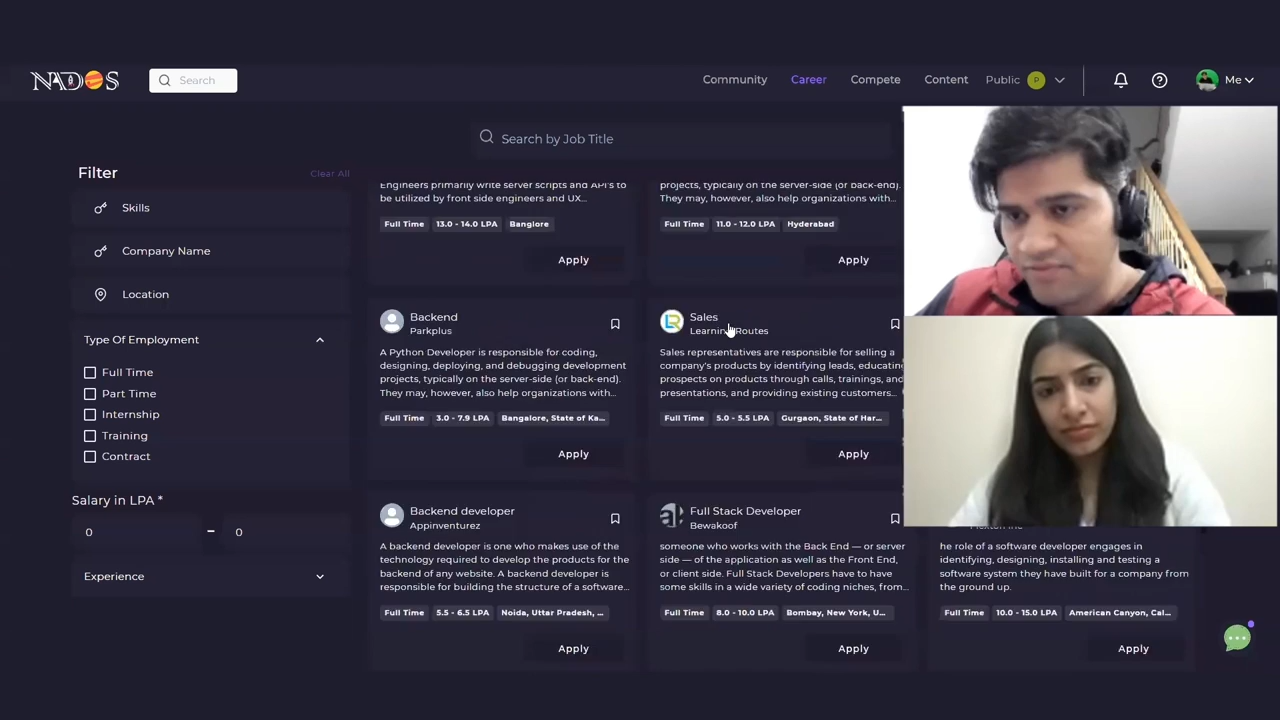 NADOS
Search
Community
Career
Compete
Content
Public
P
Me
Search by Job Title
Filter
Clear All
Skills
Company Name
Location
Type Of Employment
Full Time
Part Time
Internship
Training
Contract
Salary in LPA *
0 - 0
Experience
Engineers primarily write server scripts and API's to
be utilized by front side engineers and UX...
Full Time 13.0 - 14.0 LPA Banglore
Apply
projects, typically on the server-side (or back-end).
They may, however, also help organizations with...
Full Time 11.0 - 12.0 LPA Hyderabad
Apply
Backend
Parkplus
A Python Developer is responsible for coding,
designing, deploying, and debugging development
projects, typically on the server-side (or back-end).
They may, however, also help organizations with...
Full Time 3.0 - 7.9 LPA Bangalore, State of Ka...
Apply
LR
Sales
Learning Routes
Sales representatives are responsible for selling a
company's products by identifying leads, educating
prospects on products through calls, trainings, and
presentations, and providing existing customers...
Full Time 5.0 - 5.5 LPA Gurgaon, State of Har...
Apply
Backend developer
Appinventurez
A backend developer is one who makes use of the
technology required to develop the products for the
backend of any website. A backend developer is
responsible for building the structure of a software...
Full Time 5.5 - 6.5 LPA Noida, Uttar Pradesh, ...
Apply
Full Stack Developer
Bewakoof
someone who works with the Back End — or server
side — of the application as well as the Front End,
or client side. Full Stack Developers have to have
some skills in a wide variety of coding niches, from...
Full Time 8.0 - 10.0 LPA Bombay, New York, U...
Apply
he role of a software developer engages in
identifying, designing, installing and testing a
software system they have built for a company from
the ground up.
Full Time 10.0 - 15.0 LPA American Canyon, Cal...
Apply